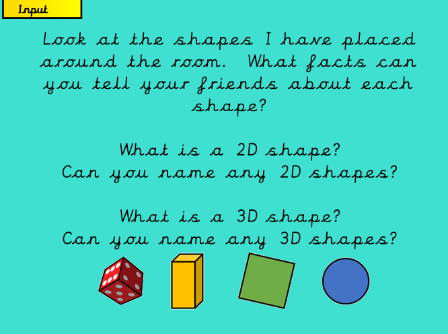 Input
Look at the shapes I have placed
around the room. What facts can
you tell your friends about each
shape?
What is a 2D shape?
Can you name any 2D shapes?
What is a 3D shape?
Can you name any 3D shapes?